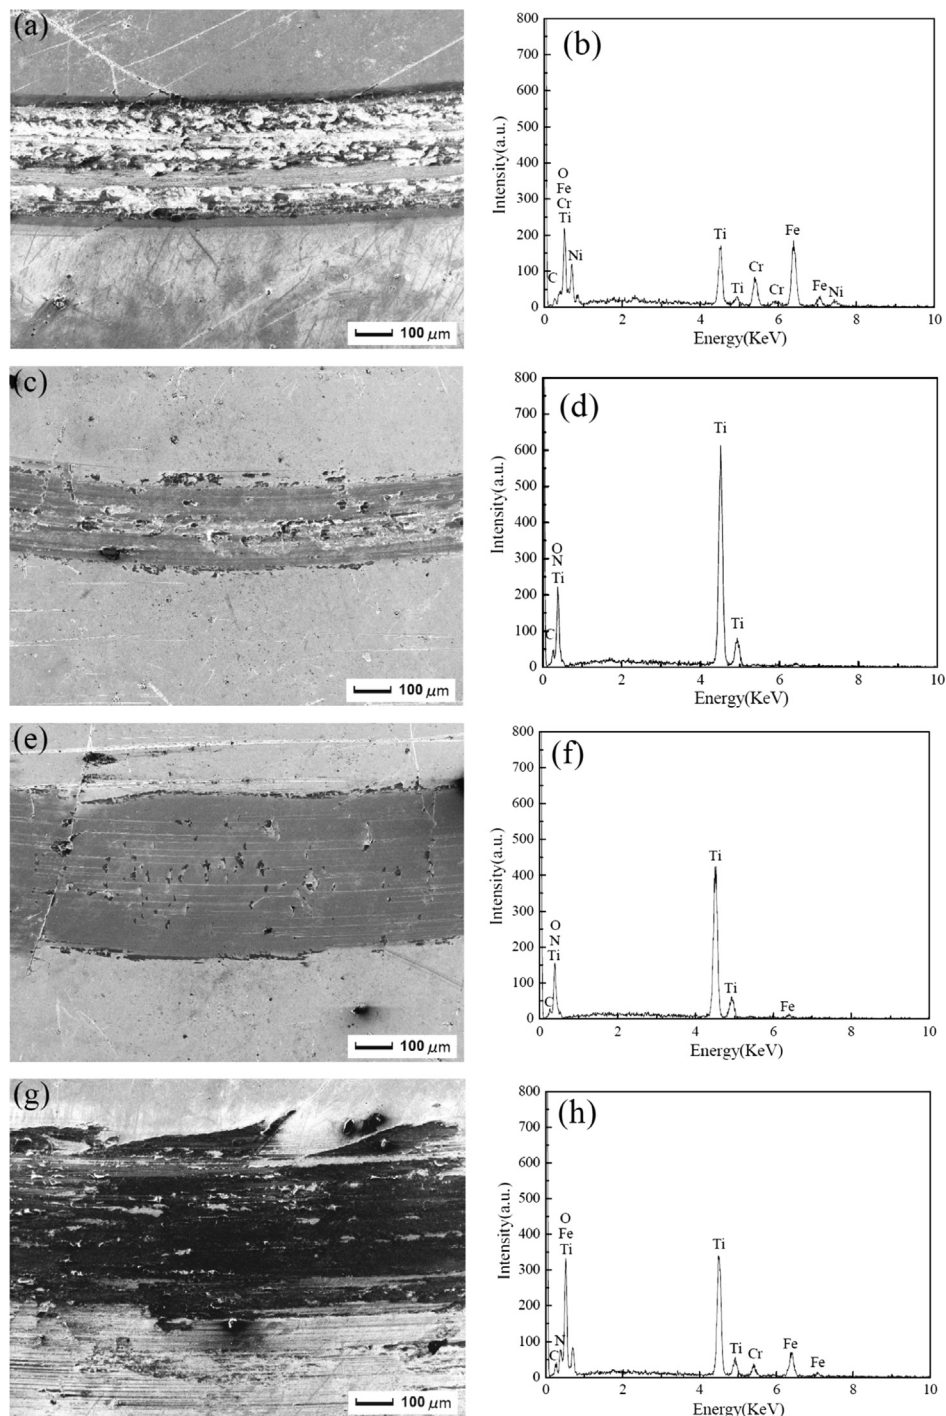 (a)
100 μm
(b)
800
700
600
500
400
300
200
100
0
Intensity(a.u.)
O
Fe
Cr
Ti
Ni
C
Ti
Ti
Cr
Cr
Fe
Fe
Ni
0 2 4 6 8 10
Energy(KeV)
(c)
100 μm
(d)
800
700
600
500
400
300
200
100
0
Intensity(a.u.)
O
N
Ti
C
Ti
Ti
0 2 4 6 8 10
Energy(KeV)
(e)
100 μm
(f)
800
700
600
500
400
300
200
100
0
Intensity(a.u.)
O
N
Ti
C
Ti
Ti
Fe
0 2 4 6 8 10
Energy(KeV)
(g)
100 μm
(h)
800
700
600
500
400
300
200
100
0
Intensity(a.u.)
O
Fe
Ti
N
C
Ti
Ti
Cr
Fe
Fe
0 2 4 6 8 10
Energy(KeV)